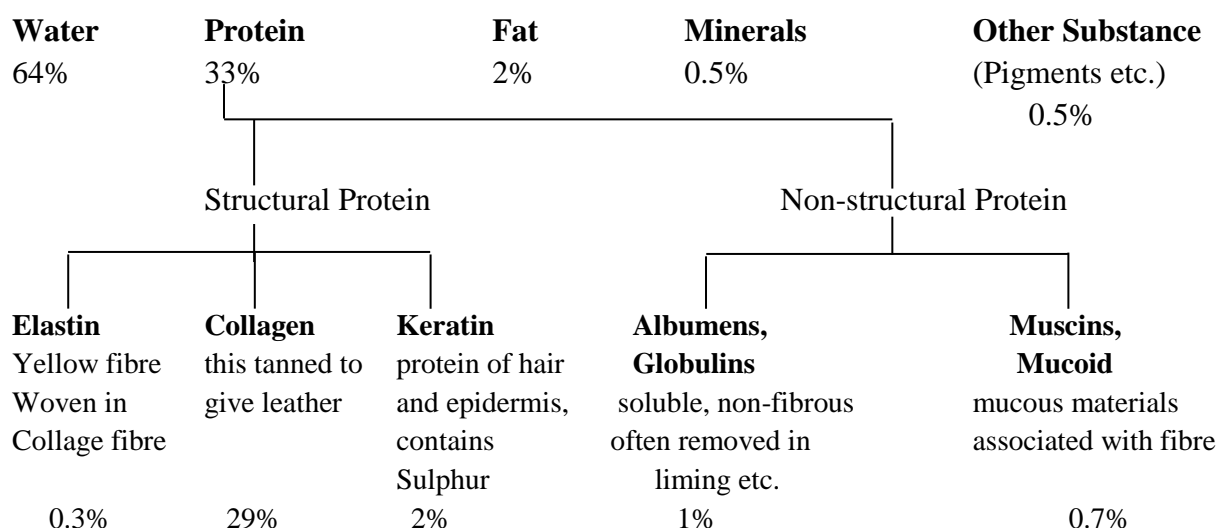 Water Protein Fat Minerals Other Substance
64% 33% 2% 0.5% (Pigments etc.)
0.5%
Structural Protein Non-structural Protein
Elastin Collagen Keratin Albumens, Muscins,
Yellow fibre this tanned to protein of hair Globulins Mucoid
Woven in give leather and epidermis, soluble, non-fibrous mucous materials
Collage fibre contains often removed in associated with fibre
Sulphur liming etc.
0.3% 29% 2% 1% 0.7%